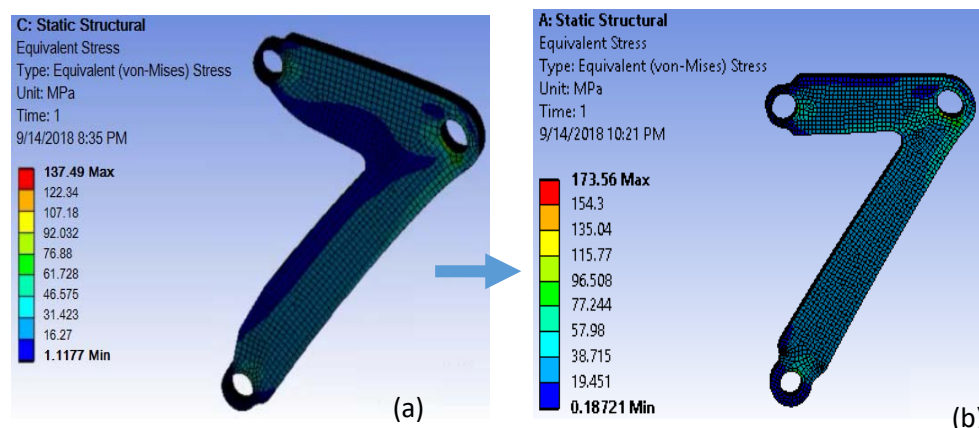 C: Static Structural
Equivalent Stress
Type: Equivalent (von-Mises) Stress
Unit: MPa
Time: 1
9/14/2018 8:35 PM
137.49 Max
122.34
107.18
92.032
76.88
61.728
46.575
31.423
16.27
1.1177 Min
(a)
A: Static Structural
Equivalent Stress
Type: Equivalent (von-Mises) Stress
Unit: MPa
Time: 1
9/14/2018 10:21 PM
173.56 Max
154.3
135.04
115.77
96.508
77.244
57.98
38.715
19.451
0.18721 Min
(b)